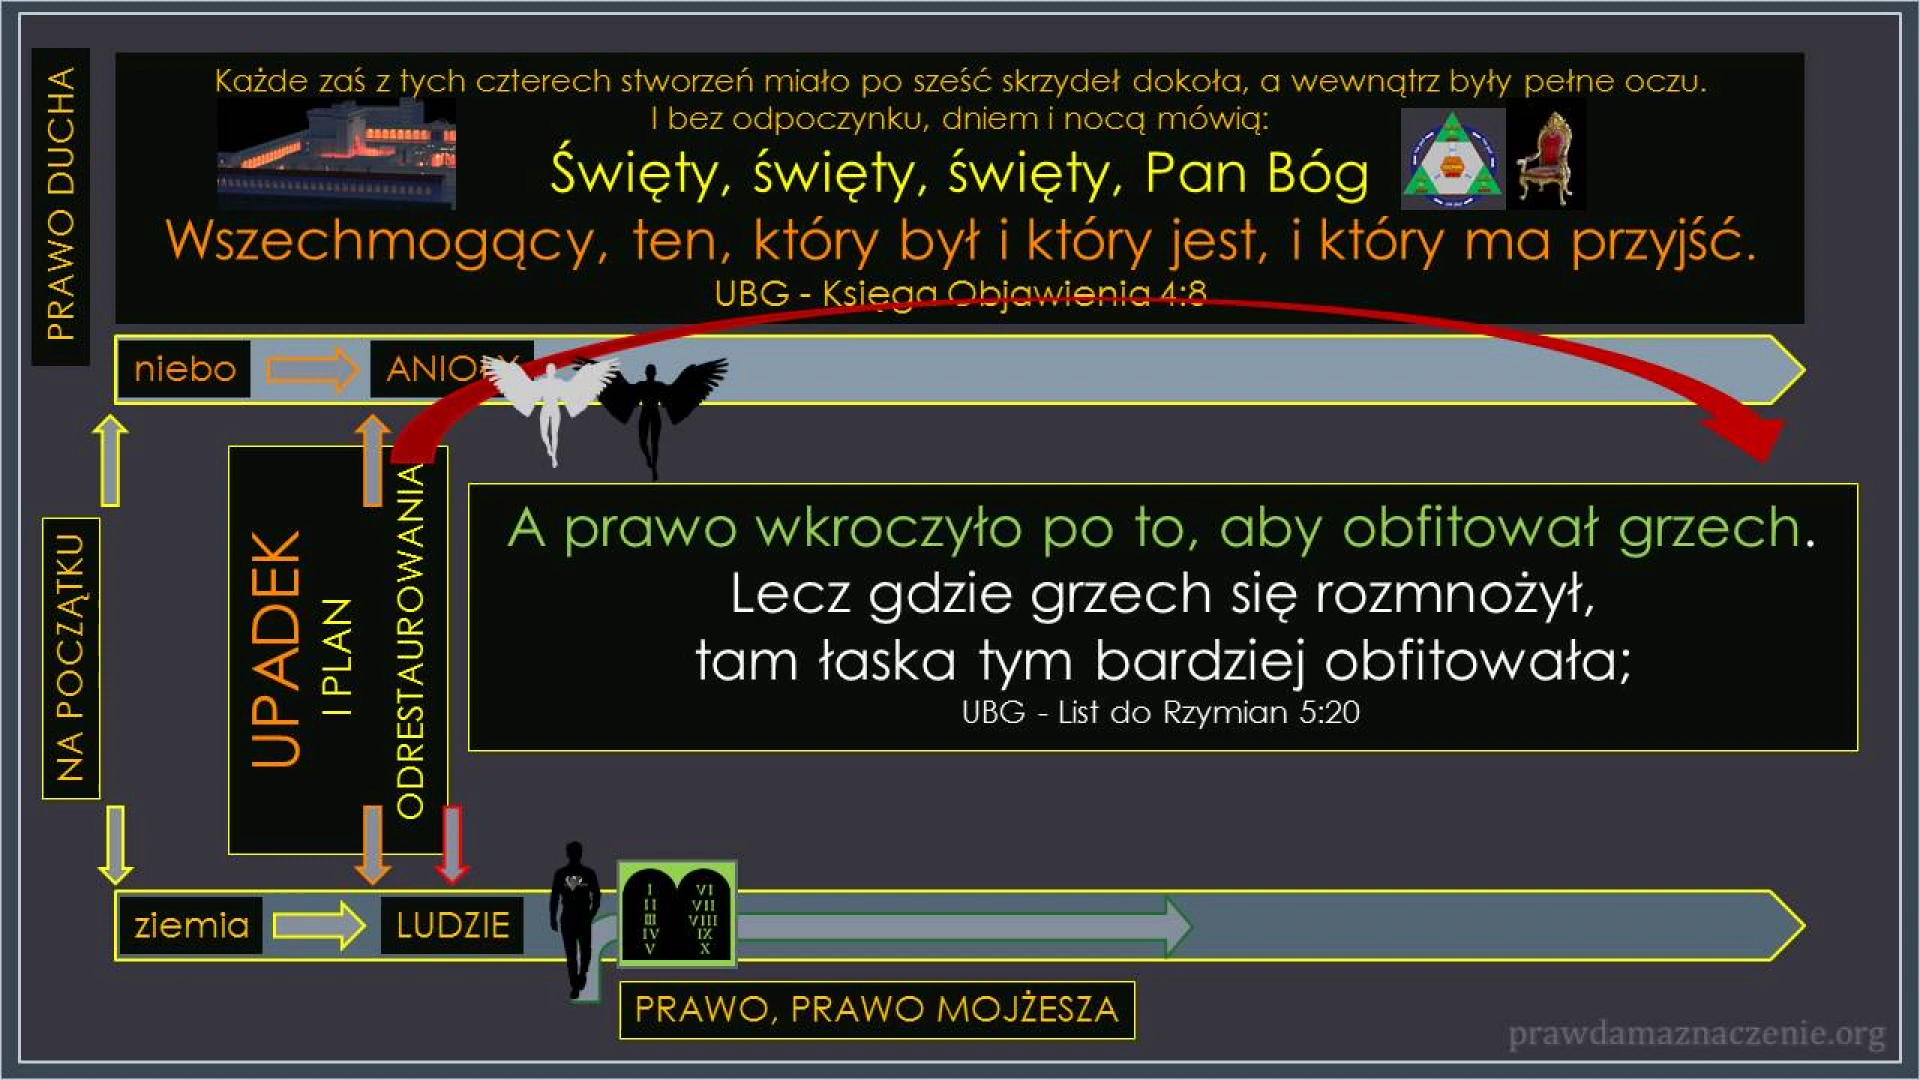 PRAWO DUCHA
Każde zaś z tych czterech stworzeń miało po sześć skrzydeł dokoła, a wewnątrz były pełne oczu.
I bez odpoczynku, dniem i nocą mówią:
Święty, święty, święty, Pan Bóg
Wszechmogący, ten, który był i który jest, i który ma przyjść.
UBG - Księga Objawienia 4:8
niebo
ANIOŁY
NA POCZĄTKU
UPADEK
I PLAN
ODRESTAUROWANIA
A prawo wkroczyło po to, aby obfitował grzech.
Lecz gdzie grzech się rozmnożył,
tam łaska tym bardziej obfitowała;
UBG - List do Rzymian 5:20
ziemia
LUDZIE
I VI
II VII
III VIII
IV IX
V X
PRAWO, PRAWO MOJŻESZA
prawdamaznaczenie.org